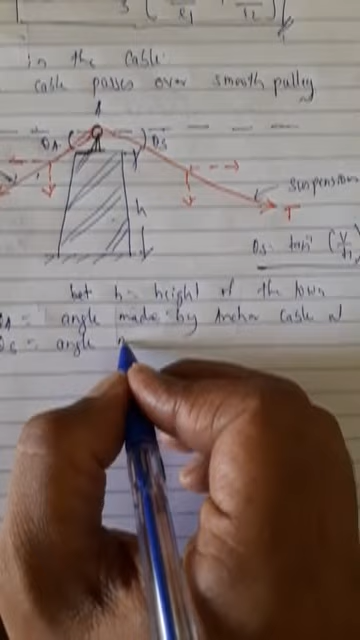 in the Cable
cable passes over smooth pulley
A
θA
θs
suspension
h
T
θs = tan⁻¹ (V/H
let h = height of the town
θA = angle made by Anchor Cable
θs = angle